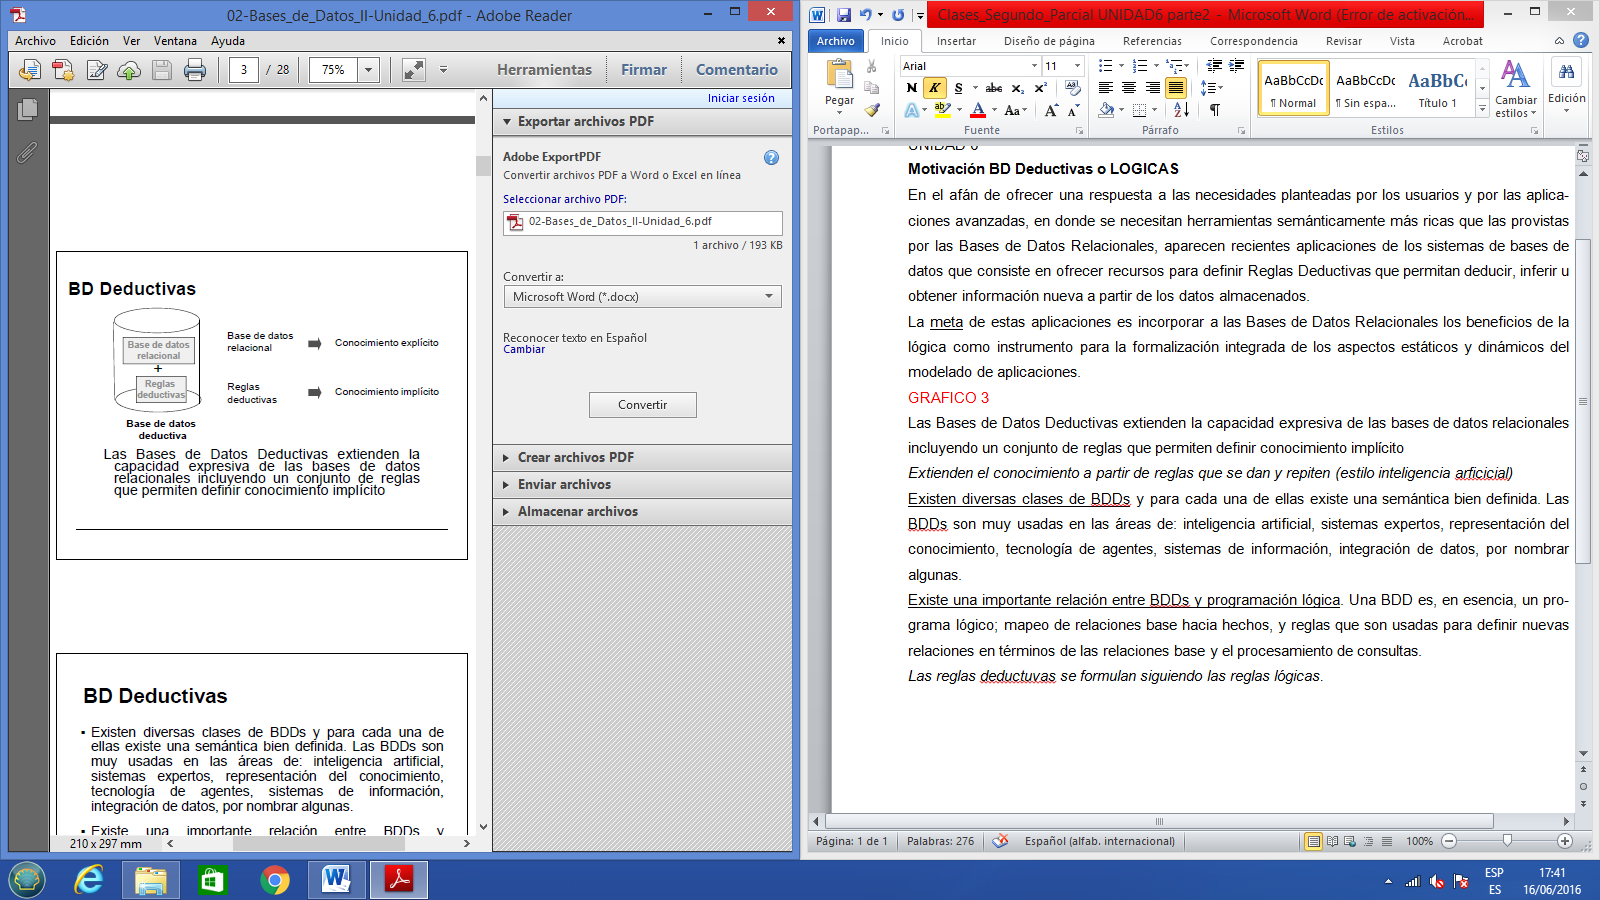 02-Bases_de_Datos_II-Unidad_6.pdf - Adobe Reader
Archivo Edición Ver Ventana Ayuda
3 / 28 75% Herramientas Firmar Comentario
Iniciar sesión
Exportar archivos PDF
Adobe ExportPDF
Convertir archivos PDF a Word o Excel en línea
Seleccionar archivo PDF:
02-Bases_de_Datos_II-Unidad_6.pdf
1 archivo / 193 KB
Convertir a:
Microsoft Word (*.docx)
Reconocer texto en Español
Cambiar
Convertir
Crear archivos PDF
Enviar archivos
Almacenar archivos
BD Deductivas
Base de datos
relacional
+
Reglas
deductivas
Base de datos
deductiva
Base de datos
relacional
Conocimiento explícito
Reglas
deductivas
Conocimiento implícito
Las Bases de Datos Deductivas extienden la
capacidad expresiva de las bases de datos
relacionales incluyendo un conjunto de reglas
que permiten definir conocimiento implícito
BD Deductivas
▪ Existen diversas clases de BDDs y para cada una de
ellas existe una semántica bien definida. Las BDDs son
muy usadas en las áreas de: inteligencia artificial,
sistemas expertos, representación del conocimiento,
tecnología de agentes, sistemas de información,
integración de datos, por nombrar algunas.
▪ Existe una importante relación entre BDDs y
210 x 297 mm
Clases_Segundo_Parcial UNIDAD6 parte2 - Microsoft Word (Error de activación...
Archivo Inicio Insertar Diseño de página Referencias Correspondencia Revisar Vista Acrobat
Pegar
Portapap...
Arial 11
N K S abc x₂ x²
A ab A Aa A A
Fuente
Párrafo
AaBbCcDc AaBbCcDc AaBbC
¶ Normal ¶ Sin espa... Título 1
Cambiar
estilos
Estilos
Edición
UNIDAD 6
Motivación BD Deductivas o LOGICAS
En el afán de ofrecer una respuesta a las necesidades planteadas por los usuarios y por las aplica-
ciones avanzadas, en donde se necesitan herramientas semánticamente más ricas que las provistas
por las Bases de Datos Relacionales, aparecen recientes aplicaciones de los sistemas de bases de
datos que consiste en ofrecer recursos para definir Reglas Deductivas que permitan deducir, inferir u
obtener información nueva a partir de los datos almacenados.
La meta de estas aplicaciones es incorporar a las Bases de Datos Relacionales los beneficios de la
lógica como instrumento para la formalización integrada de los aspectos estáticos y dinámicos del
modelado de aplicaciones.
GRAFICO 3
Las Bases de Datos Deductivas extienden la capacidad expresiva de las bases de datos relacionales
incluyendo un conjunto de reglas que permiten definir conocimiento implícito
Extienden el conocimiento a partir de reglas que se dan y repiten (estilo inteligencia arficicial)
Existen diversas clases de BDDs y para cada una de ellas existe una semántica bien definida. Las
BDDs son muy usadas en las áreas de: inteligencia artificial, sistemas expertos, representación del
conocimiento, tecnología de agentes, sistemas de información, integración de datos, por nombrar
algunas.
Existe una importante relación entre BDDs y programación lógica. Una BDD es, en esencia, un pro-
grama lógico; mapeo de relaciones base hacia hechos, y reglas que son usadas para definir nuevas
relaciones en términos de las relaciones base y el procesamiento de consultas.
Las reglas deductuvas se formulan siguiendo las reglas lógicas.
Página: 1 de 1 Palabras: 276 Español (alfab. internacional) 100%
ESP
ES
17:41
16/06/2016